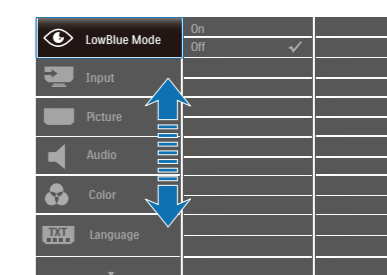 LowBlue Mode
On
Off
Input
Picture
Audio
Color
TXT
Language